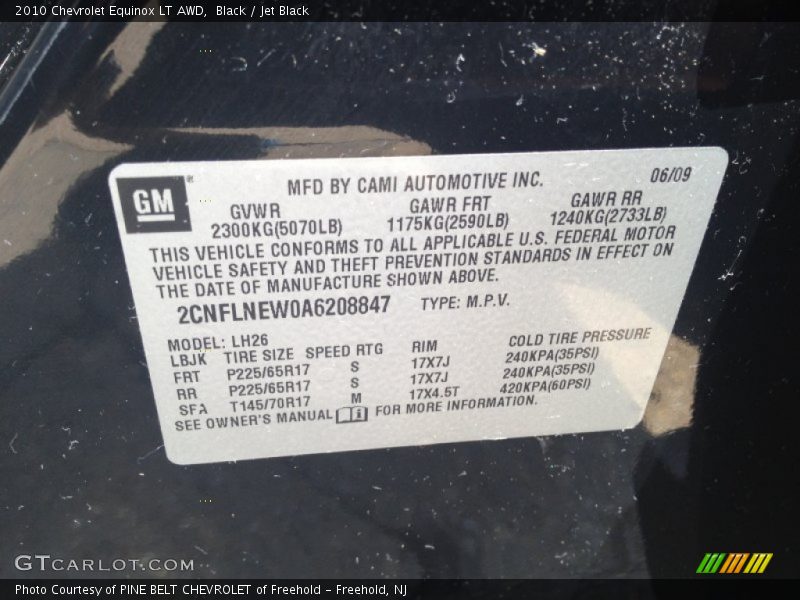 2010 Chevrolet Equinox LT AWD, Black / Jet Black
GM
MFD BY CAMI AUTOMOTIVE INC. 06/09
GVWR GAWR FRT GAWR RR
2300KG(5070LB) 1175KG(2590LB) 1240KG(2733LB)
THIS VEHICLE CONFORMS TO ALL APPLICABLE U.S. FEDERAL MOTOR
VEHICLE SAFETY AND THEFT PREVENTION STANDARDS IN EFFECT ON
THE DATE OF MANUFACTURE SHOWN ABOVE.
2CNFLNEW0A6208847 TYPE: M.P.V.
MODEL: LH26
LBJK TIRE SIZE SPEED RTG RIM COLD TIRE PRESSURE
FRT P225/65R17 S 17X7J 240KPA(35PSI)
RR P225/65R17 S 17X7J 240KPA(35PSI)
SFA T145/70R17 M 17X4.5T 420KPA(60PSI)
SEE OWNER'S MANUAL FOR MORE INFORMATION.
GTCARLOT.COM
Photo Courtesy of PINE BELT CHEVROLET of Freehold - Freehold, NJ